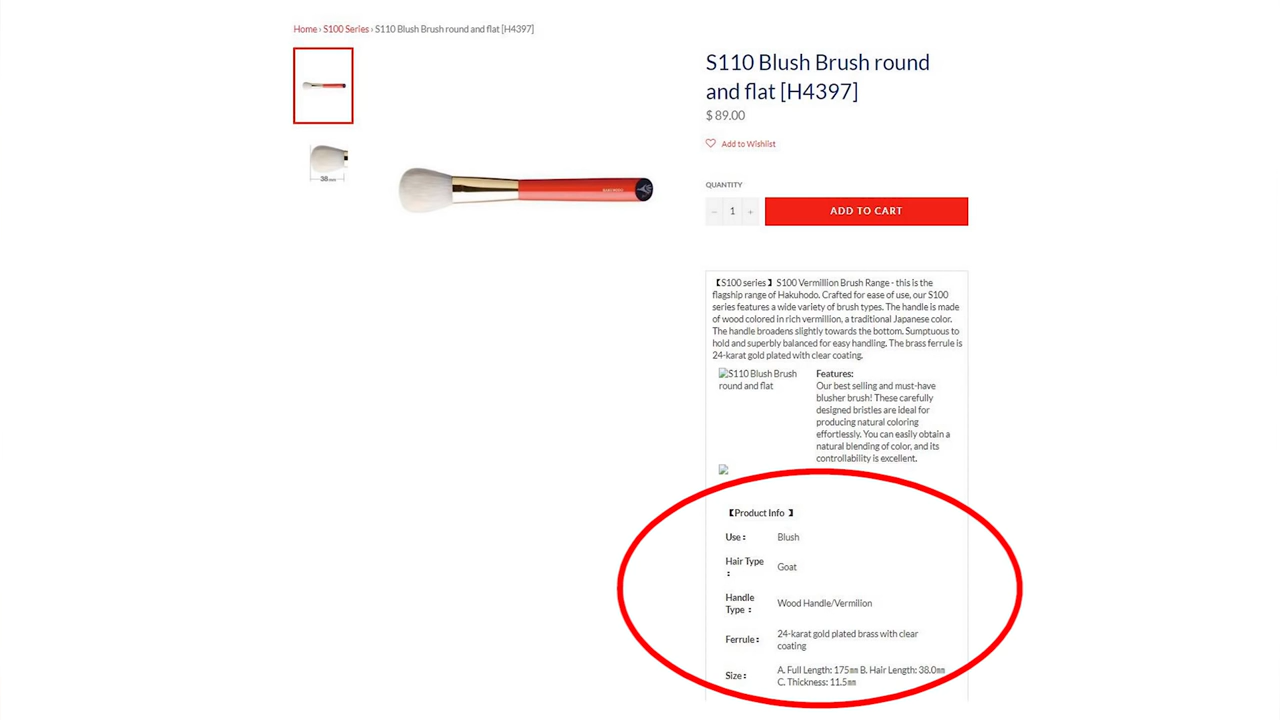 Home › S100 Series › S110 Blush Brush round and flat [H4397]
S110 Blush Brush round
and flat [H4397]
$ 89.00
Add to Wishlist
QUANTITY
− 1 + ADD TO CART
38mm
【S100 series 】 S100 Vermillion Brush Range - this is the
flagship range of Hakuhodo. Crafted for ease of use, our S100
series features a wide variety of brush types. The handle is made
of wood colored in rich vermillion, a traditional Japanese color.
The handle broadens slightly towards the bottom. Sumptuous to
hold and superbly balanced for easy handling. The brass ferrule is
24-karat gold plated with clear coating.
S110 Blush Brush
round and flat
Features:
Our best selling and must-have
blusher brush! These carefully
designed bristles are ideal for
producing natural coloring
effortlessly. You can easily obtain a
natural blending of color, and its
controllability is excellent.
【Product Info 】
Use： Blush
Hair Type
： Goat
Handle
Type ： Wood Handle/Vermilion
Ferrule： 24-karat gold plated brass with clear
coating
Size： A. Full Length: 175㎜ B. Hair Length: 38.0㎜
C. Thickness: 11.5㎜